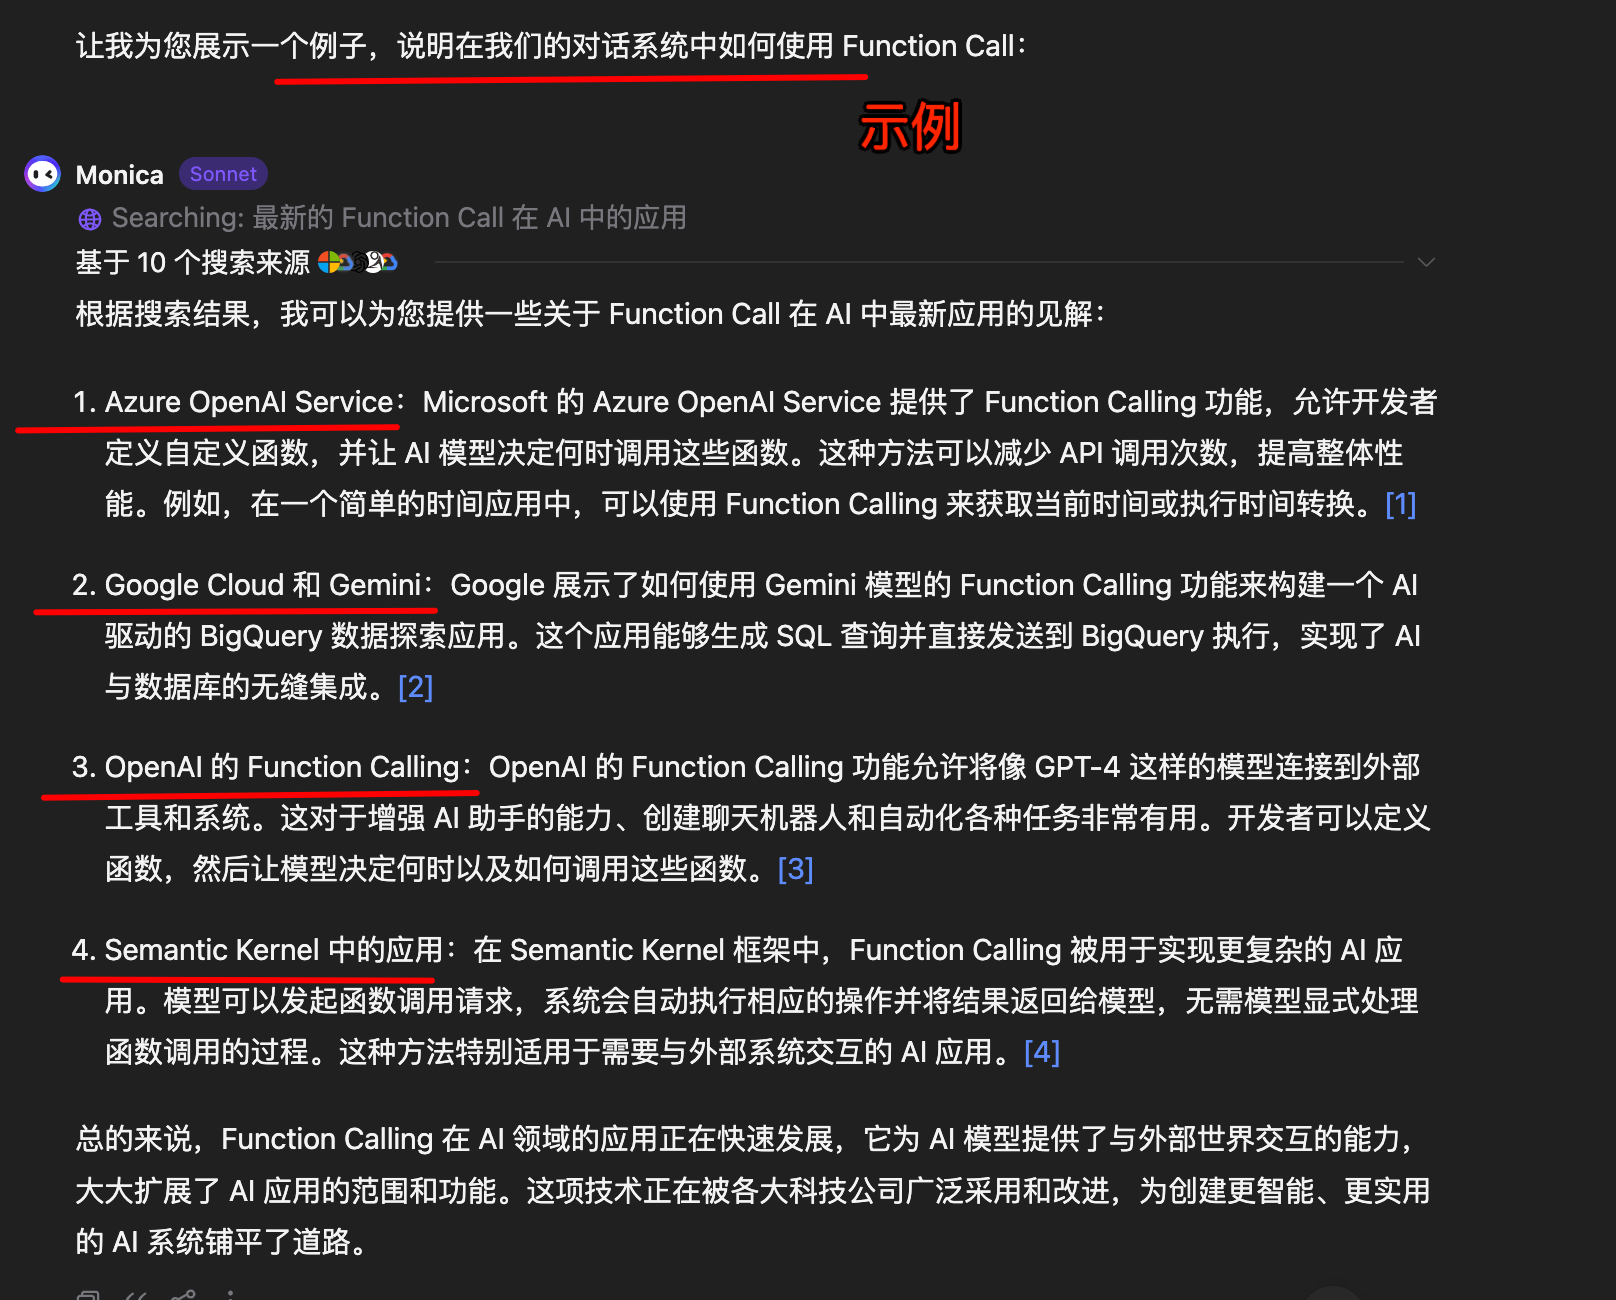 让我为您展示一个例子，说明在我们的对话系统中如何使用 Function Call：
示例
Monica Sonnet
Searching: 最新的 Function Call 在 AI 中的应用
基于 10 个搜索来源
根据搜索结果，我可以为您提供一些关于 Function Call 在 AI 中最新应用的见解：
1. Azure OpenAI Service：Microsoft 的 Azure OpenAI Service 提供了 Function Calling 功能，允许开发者
定义自定义函数，并让 AI 模型决定何时调用这些函数。这种方法可以减少 API 调用次数，提高整体性
能。例如，在一个简单的时间应用中，可以使用 Function Calling 来获取当前时间或执行时间转换。[1]
2. Google Cloud 和 Gemini：Google 展示了如何使用 Gemini 模型的 Function Calling 功能来构建一个 AI
驱动的 BigQuery 数据探索应用。这个应用能够生成 SQL 查询并直接发送到 BigQuery 执行，实现了 AI
与数据库的无缝集成。[2]
3. OpenAI 的 Function Calling：OpenAI 的 Function Calling 功能允许将像 GPT-4 这样的模型连接到外部
工具和系统。这对于增强 AI 助手的能力、创建聊天机器人和自动化各种任务非常有用。开发者可以定义
函数，然后让模型决定何时以及如何调用这些函数。[3]
4. Semantic Kernel 中的应用：在 Semantic Kernel 框架中，Function Calling 被用于实现更复杂的 AI 应
用。模型可以发起函数调用请求，系统会自动执行相应的操作并将结果返回给模型，无需模型显式处理
函数调用的过程。这种方法特别适用于需要与外部系统交互的 AI 应用。[4]
总的来说，Function Calling 在 AI 领域的应用正在快速发展，它为 AI 模型提供了与外部世界交互的能力，
大大扩展了 AI 应用的范围和功能。这项技术正在被各大科技公司广泛采用和改进，为创建更智能、更实用
的 AI 系统铺平了道路。